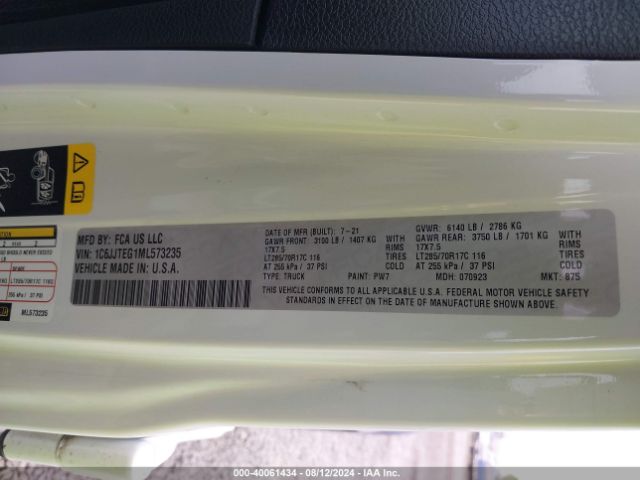 MFD BY: FCA US LLC
VIN: 1C6JJTEG1ML573235
VEHICLE MADE IN: U.S.A.
DATE OF MFR (BUILT): 7-21
GAWR FRONT: 3100 LB / 1407 KG WITH
17X7.5 RIMS
LT285/70R17C 116 TIRES
AT 255 kPa / 37 PSI COLD
TYPE: TRUCK PAINT: PW7
GVWR: 6140 LB / 2786 KG
GAWR REAR: 3750 LB / 1701 KG WITH
17X7.5 RIMS
LT285/70R17C 116 TIRES
AT 255 kPa / 37 PSI COLD
MDH: 070923 MKT: 875
THIS VEHICLE CONFORMS TO ALL APPLICABLE U.S.A. FEDERAL MOTOR VEHICLE SAFETY
STANDARDS IN EFFECT ON THE DATE OF MANUFACTURE SHOWN ABOVE.
ML573235
000-40061434 - 08/12/2024 - IAA Inc.